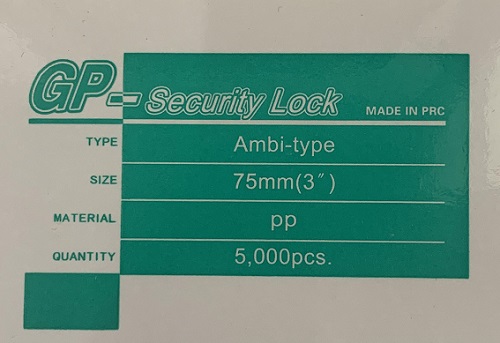 GP-Security Lock MADE IN PRC
TYPE Ambi-type
SIZE 75mm(3″)
MATERIAL pp
QUANTITY 5,000pcs.